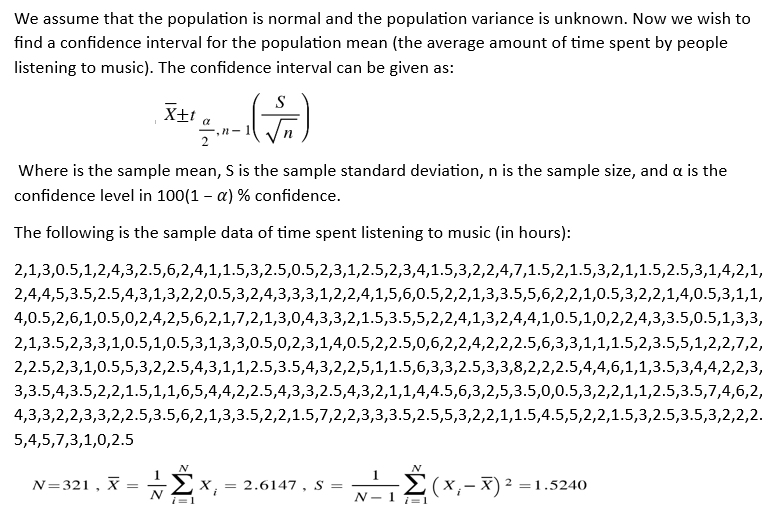 We assume that the population is normal and the population variance is unknown. Now we wish to
find a confidence interval for the population mean (the average amount of time spent by people
listening to music). The confidence interval can be given as:
X̄±t α/2 ,n−1 (S/√n)
Where is the sample mean, S is the sample standard deviation, n is the sample size, and α is the
confidence level in 100(1 − α) % confidence.
The following is the sample data of time spent listening to music (in hours):
2,1,3,0.5,1,2,4,3,2.5,6,2,4,1,1.5,3,2.5,0.5,2,3,1,2.5,2,3,4,1.5,3,2,2,4,7,1.5,2,1.5,3,2,1,1.5,2.5,3,1,4,2,1,
2,4,4,5,3.5,2.5,4,3,1,3,2,2,0.5,3,2,4,3,3,3,1,2,2,4,1,5,6,0.5,2,2,1,3,3.5,5,6,2,2,1,0.5,3,2,2,1,4,0.5,3,1,1,
4,0.5,2,6,1,0.5,0,2,4,2,5,6,2,1,7,2,1,3,0,4,3,3,2,1.5,3.5,5,2,2,4,1,3,2,4,4,1,0.5,1,0,2,2,4,3,3.5,0.5,1,3,3,
2,1,3.5,2,3,3,1,0.5,1,0.5,3,1,3,3,0.5,0,2,3,1,4,0.5,2,2.5,0,6,2,2,4,2,2,2.5,6,3,3,1,1,1.5,2,3.5,5,1,2,2,7,2,
2,2.5,2,3,1,0.5,5,3,2,2.5,4,3,1,1,2.5,3.5,4,3,2,2,5,1,1.5,6,3,3,2.5,3,3,8,2,2,2.5,4,4,6,1,1,3.5,3,4,4,2,2,3,
3,3.5,4,3.5,2,2,1.5,1,1,6,5,4,4,2,2.5,4,3,3,2.5,4,3,2,1,1,4,4.5,6,3,2,5,3.5,0,0.5,3,2,2,1,1,2.5,3.5,7,4,6,2,
4,3,3,2,2,3,3,2,2.5,3.5,6,2,1,3,3.5,2,2,1.5,7,2,2,3,3,3.5,2,5.5,3,2,2,1,1.5,4.5,5,2,2,1.5,3,2.5,3.5,3,2,2,2.
5,4,5,7,3,1,0,2.5
N=321 , X̄ = 1/N ∑_{i=1}^{N} X_i = 2.6147 , S = 1/(N−1) ∑_{i=1}^{N} (X_i−X̄)² =1.5240